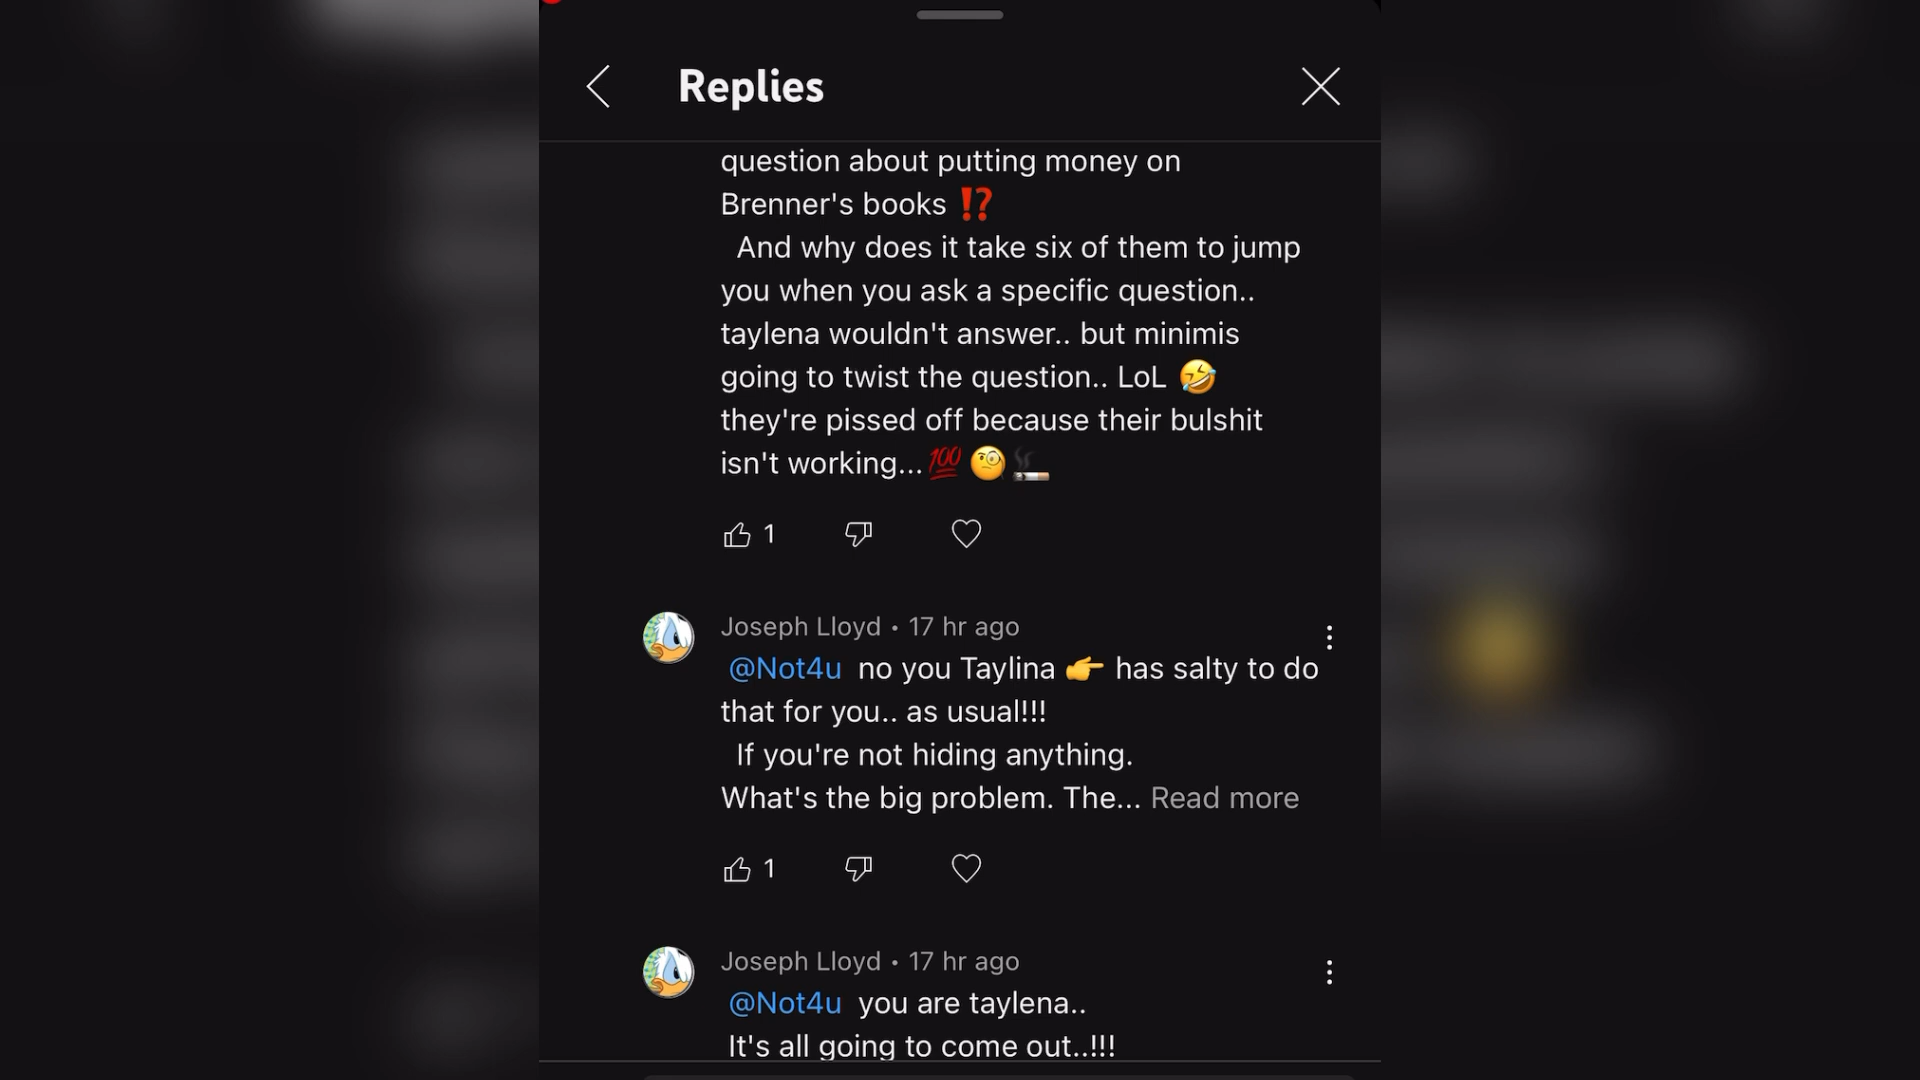 Replies
question about putting money on
Brenner's books ⁉️
And why does it take six of them to jump
you when you ask a specific question..
taylena wouldn't answer.. but minimis
going to twist the question.. LoL 🤣
they're pissed off because their bulshit
isn't working...💯🧐🚬
1
Joseph Lloyd • 17 hr ago
@Not4u no you Taylina 👉 has salty to do
that for you.. as usual!!!
If you're not hiding anything.
What's the big problem. The... Read more
1
Joseph Lloyd • 17 hr ago
@Not4u you are taylena..
It's all going to come out..!!!